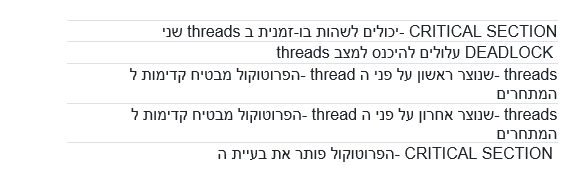 CRITICAL SECTION -יכולים לשהות בו-זמנית ב threads שני
DEADLOCK עלולים להיכנס למצב threads
threads -שנוצר ראשון על פני ה thread -הפרוטוקול מבטיח קדימות ל
המתחרים
threads -שנוצר אחרון על פני ה thread -הפרוטוקול מבטיח קדימות ל
המתחרים
CRITICAL SECTION -הפרוטוקול פותר את בעיית ה